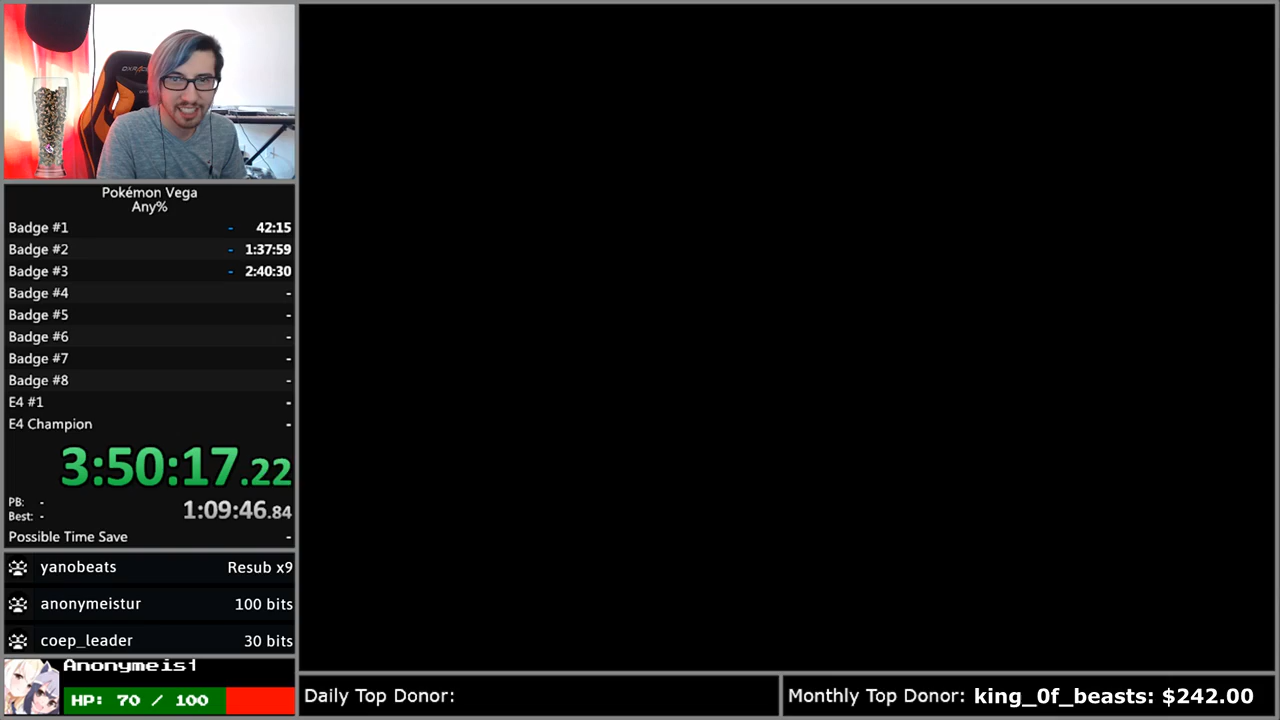 Pokémon Vega
Any%
Badge #1 - 42:15
Badge #2 - 1:37:59
Badge #3 - 2:40:30
Badge #4 -
Badge #5 -
Badge #6 -
Badge #7 -
Badge #8 -
E4 #1 -
E4 Champion -
3:50:17.22
PB: -
1:09:46.84
Best: -
Possible Time Save -
yanobeats Resub x9
anonymeistur 100 bits
coep_leader 30 bits
HP: 70 / 100
Daily Top Donor:
Monthly Top Donor: king_0f_beasts: $242.00